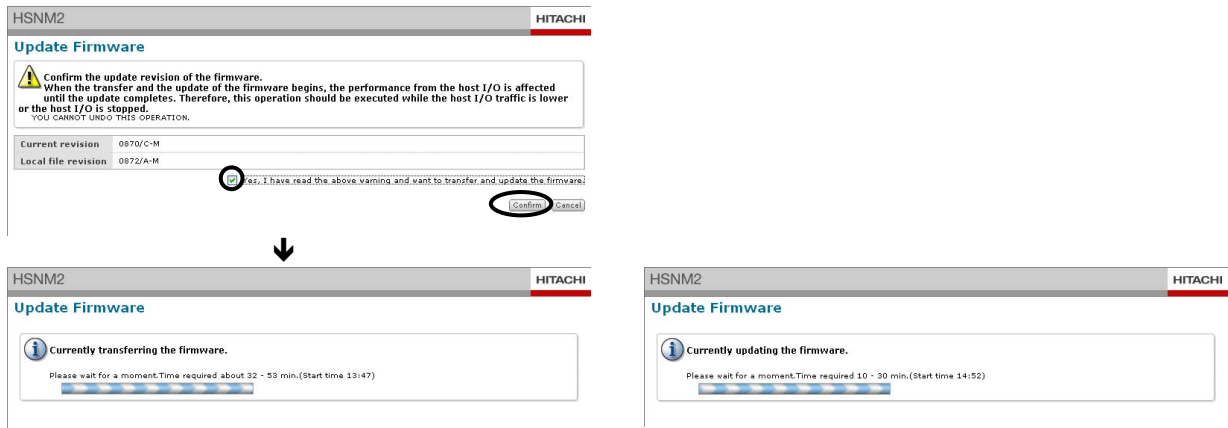 HSNM2 HITACHI
Update Firmware
Confirm the update revision of the firmware.
When the transfer and the update of the firmware begins, the performance from the host I/O is affected
until the update completes. Therefore, this operation should be executed while the host I/O traffic is lower
or the host I/O is stopped.
YOU CANNOT UNDO THIS OPERATION.
Current revision 0870/C-M
Local file revision 0872/A-M
Yes, I have read the above warning and want to transfer and update the firmware.
Confirm Cancel
HSNM2 HITACHI
Update Firmware
Currently transferring the firmware.
Please wait for a moment.Time required about 32 - 53 min.(Start time 13:47)
HSNM2 HITACHI
Update Firmware
Currently updating the firmware.
Please wait for a moment.Time required 10 - 30 min.(Start time 14:52)